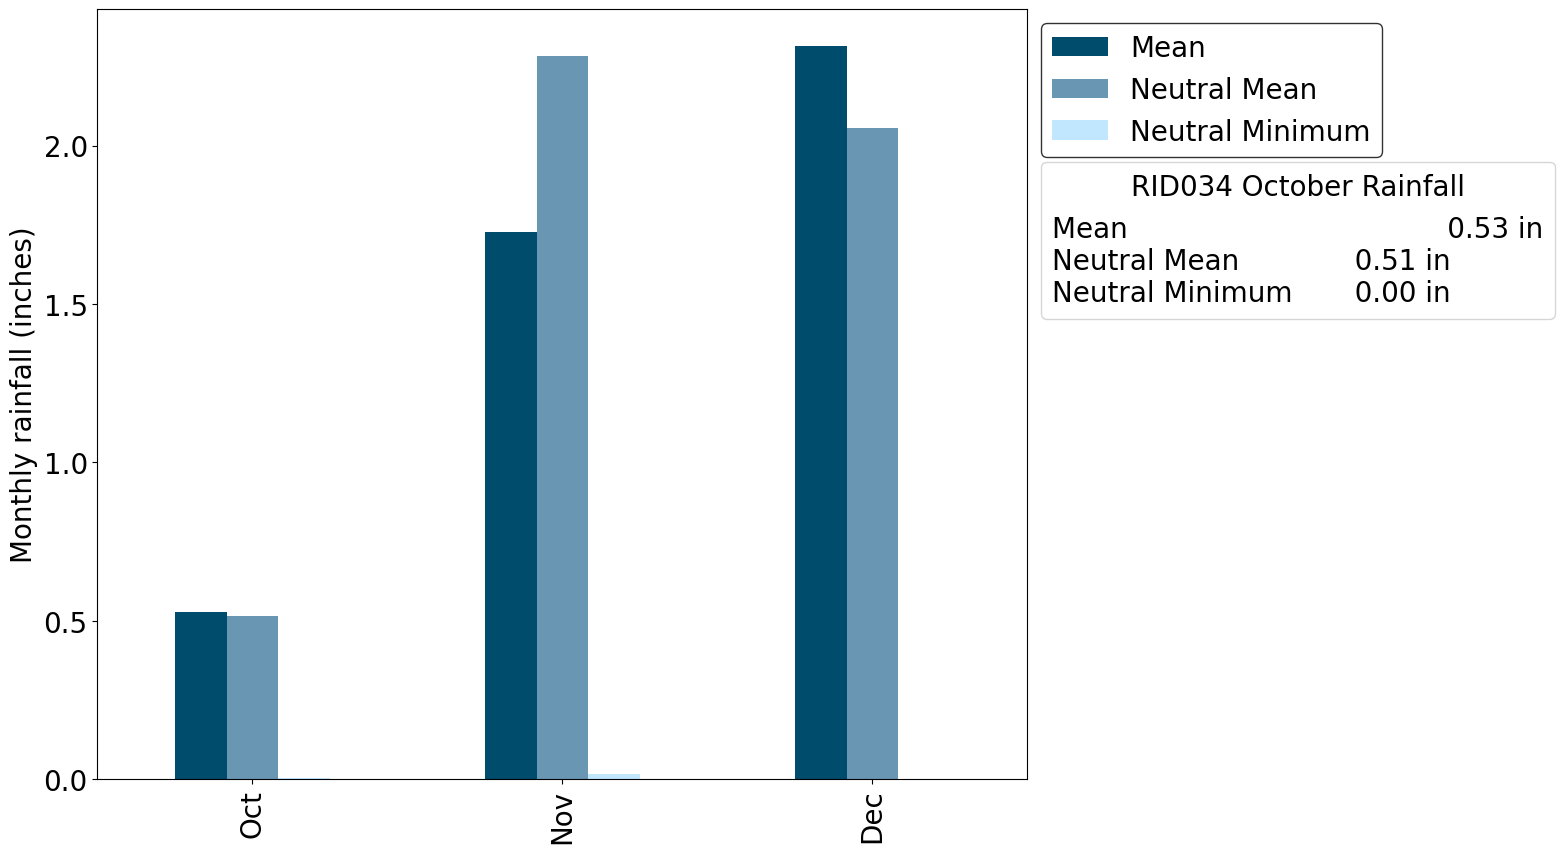 Mean
Neutral Mean
Neutral Minimum
RID034 October Rainfall
Mean 0.53 in
Neutral Mean 0.51 in
Neutral Minimum 0.00 in
Monthly rainfall (inches)
2.0
1.5
1.0
0.5
0.0
Oct
Nov
Dec